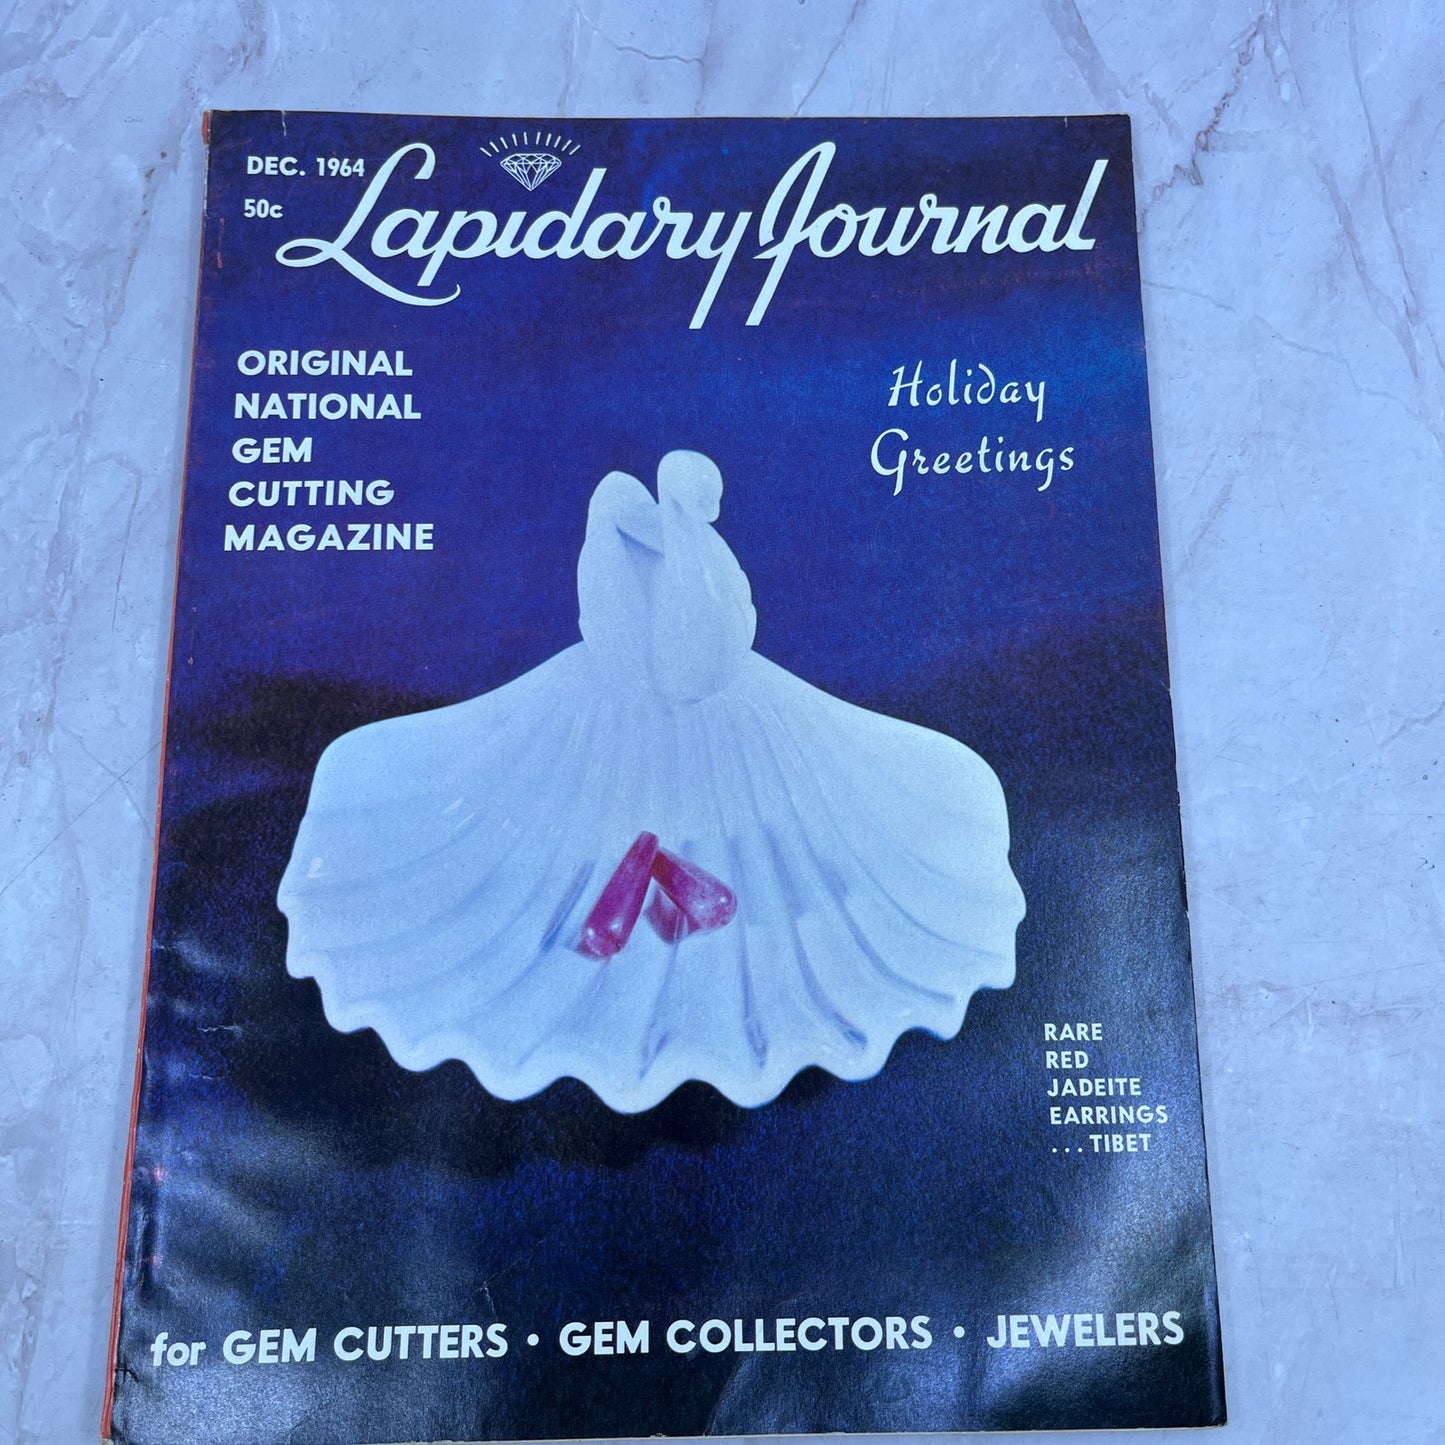 DEC. 1964
50c
Lapidary Journal
ORIGINAL
NATIONAL
GEM
CUTTING
MAGAZINE
Holiday
Greetings
RARE
RED
JADEITE
EARRINGS
...TIBET
for GEM CUTTERS • GEM COLLECTORS • JEWELERS